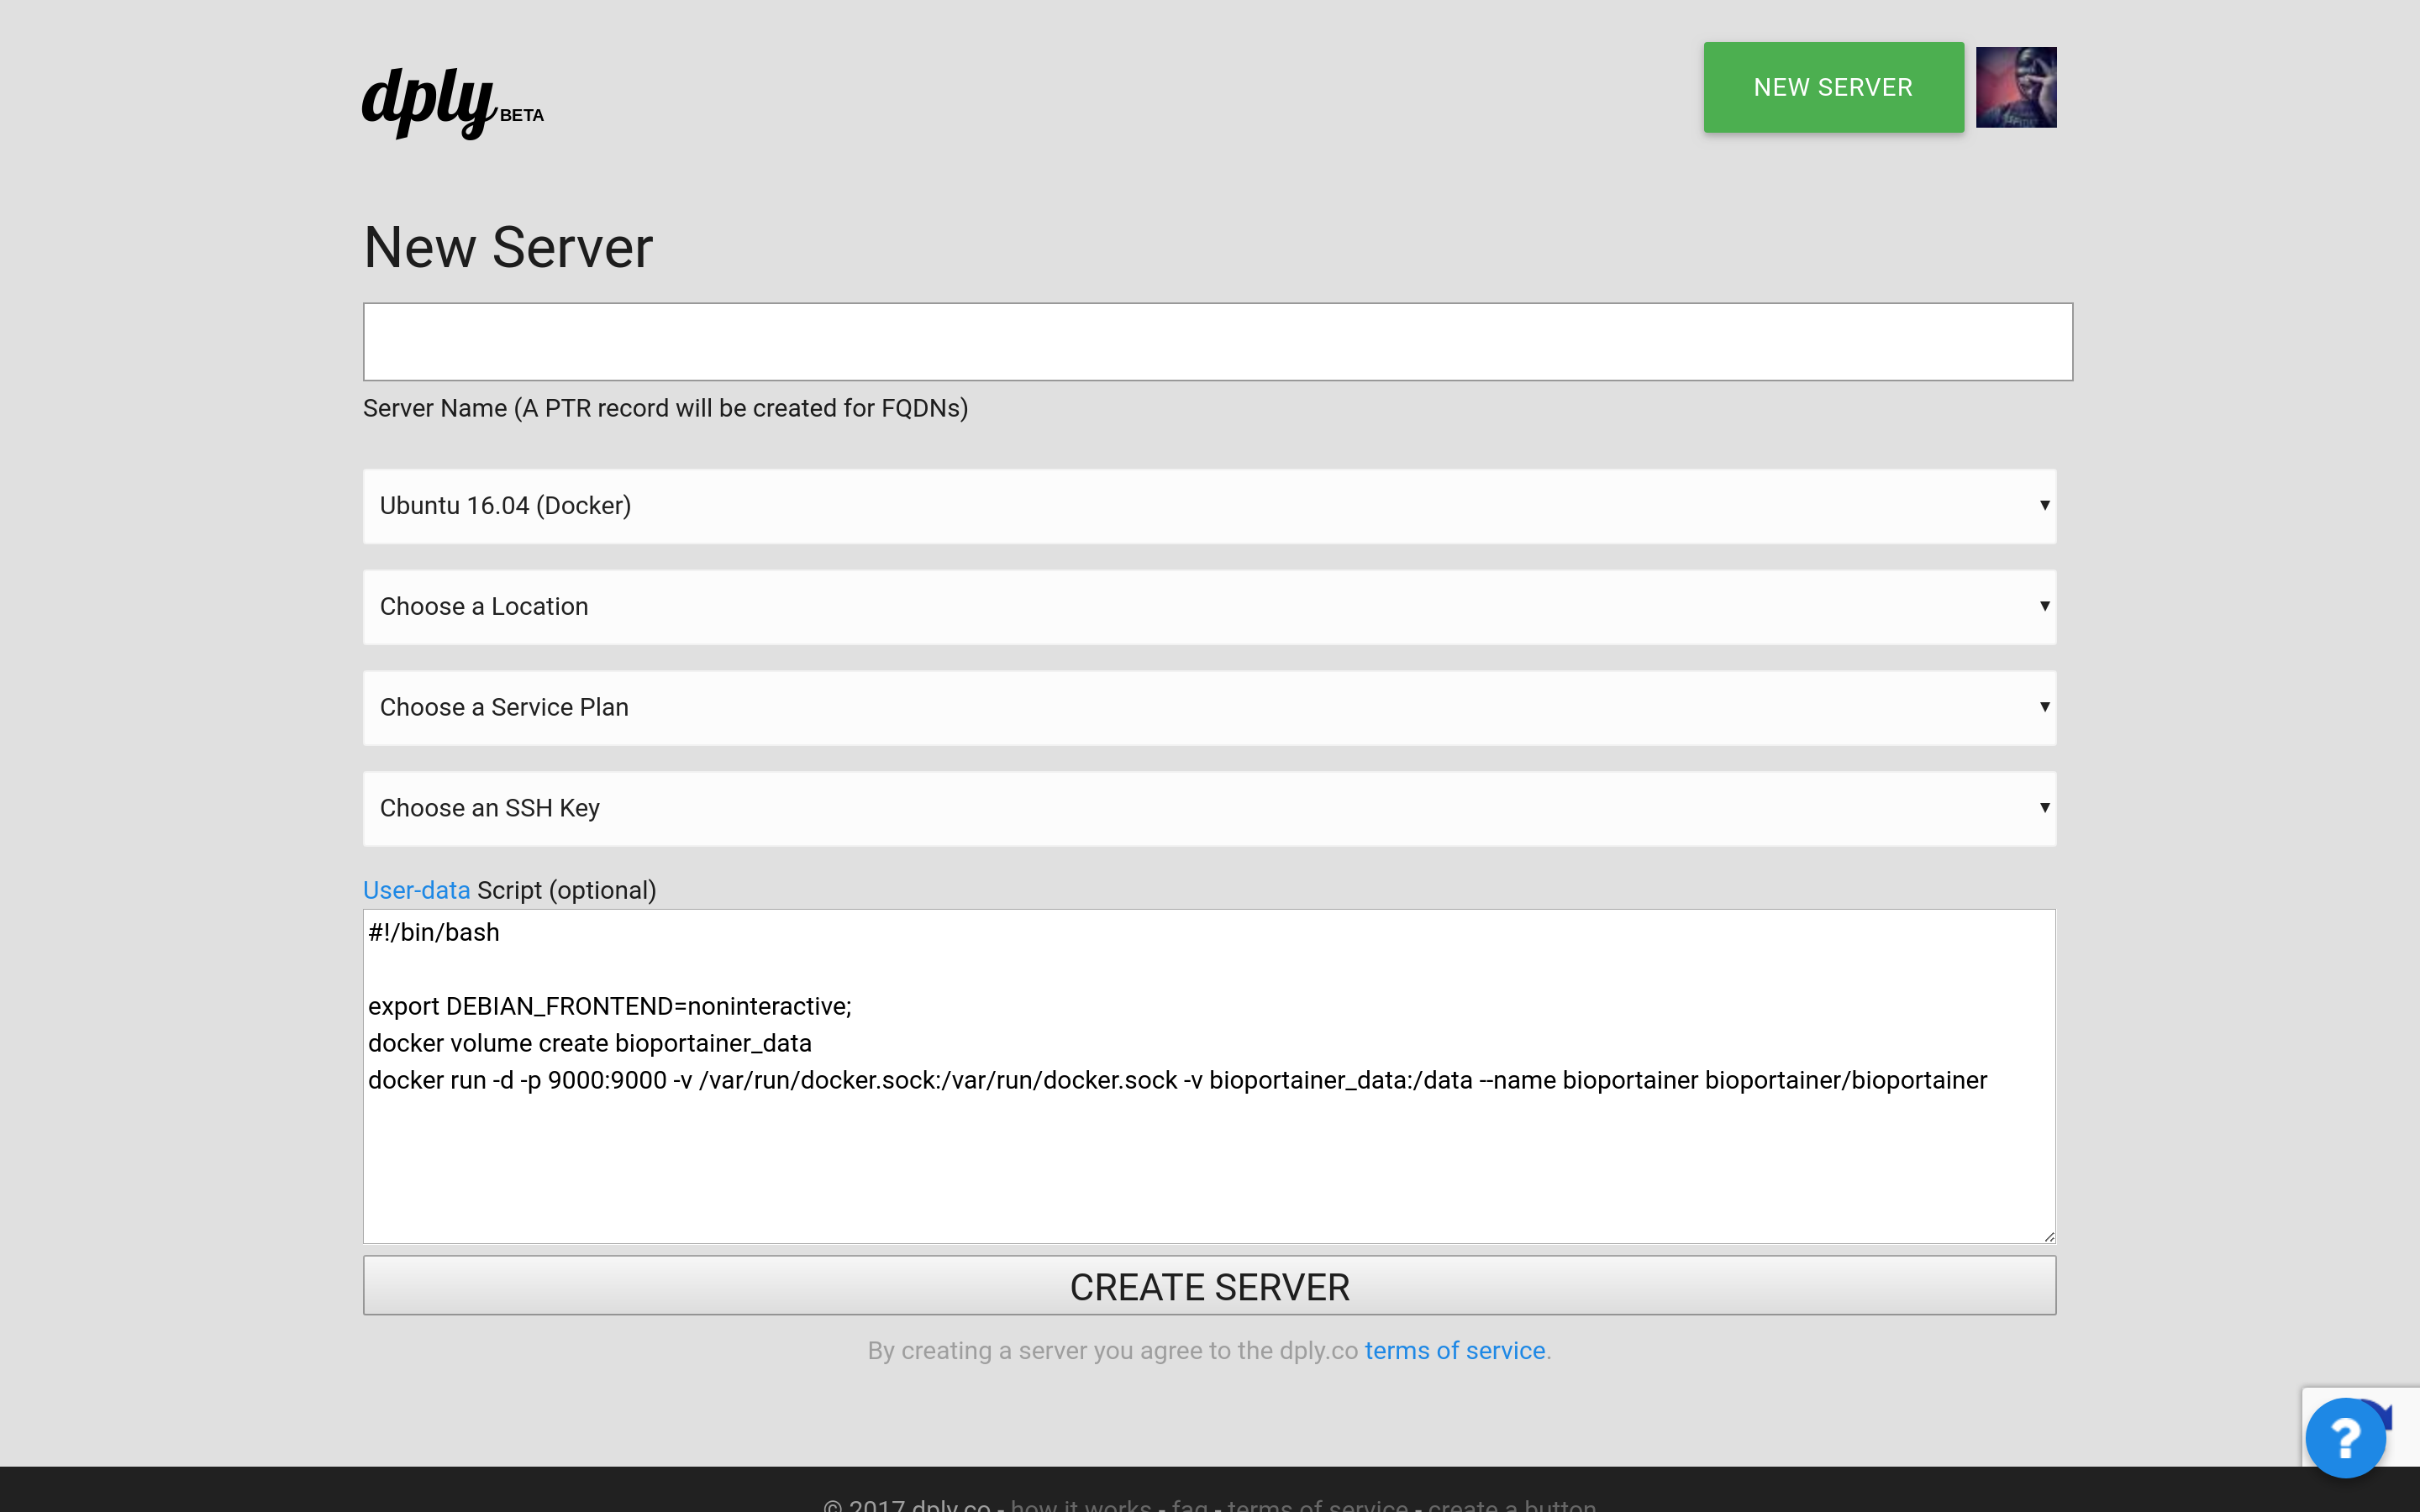 dply BETA
NEW SERVER
New Server
Server Name (A PTR record will be created for FQDNs)
Ubuntu 16.04 (Docker)
Choose a Location
Choose a Service Plan
Choose an SSH Key
User-data Script (optional)
#!/bin/bash
export DEBIAN_FRONTEND=noninteractive;
docker volume create bioportainer_data
docker run -d -p 9000:9000 -v /var/run/docker.sock:/var/run/docker.sock -v bioportainer_data:/data --name bioportainer bioportainer/bioportainer
CREATE SERVER
By creating a server you agree to the dply.co terms of service.
?
© 2017 dply.co - how it works - faq - terms of service - create a button